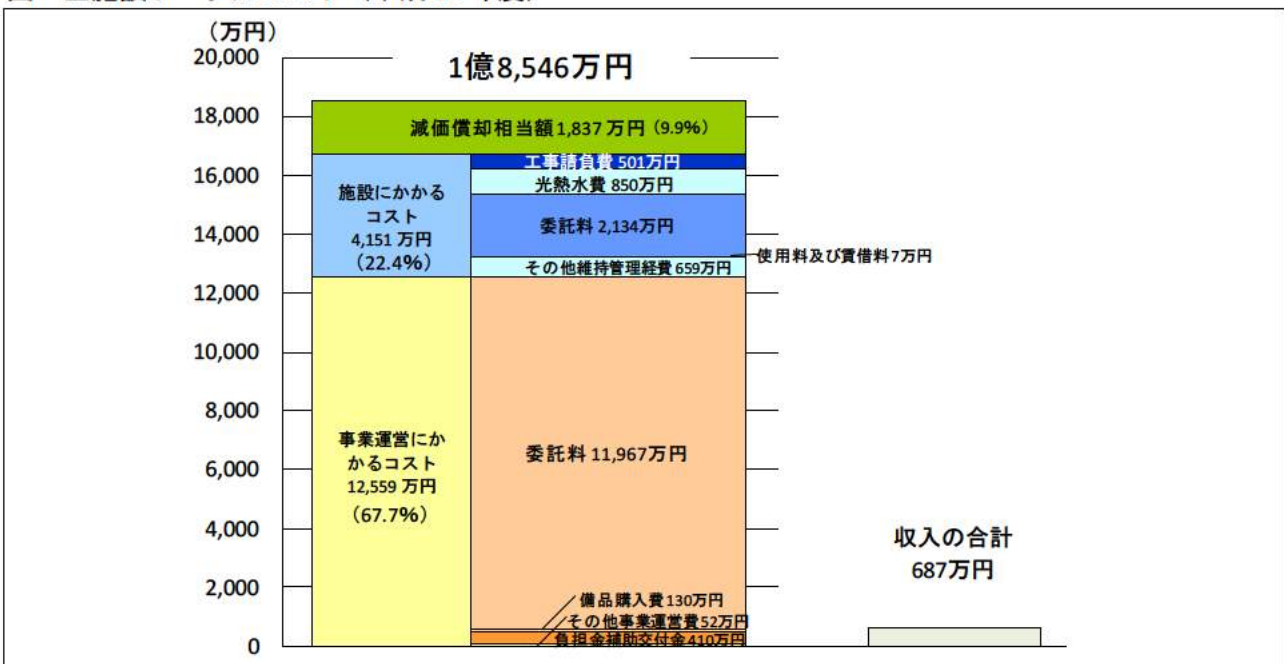 （万円）
20,000
18,000
16,000
14,000
12,000
10,000
8,000
6,000
4,000
2,000
0
1億8,546万円
減価償却相当額1,837万円（9.9%）
施設にかかる
コスト
4,151万円
（22.4%）
工事請負費 501万円
光熱水費 850万円
委託料 2,134万円
使用料及び賃借料7万円
その他維持管理経費 659万円
事業運営にか
かるコスト
12,559万円
（67.7%）
委託料 11,967万円
備品購入費130万円
その他事業運営費52万円
負担金補助交付金410万円
収入の合計
687万円